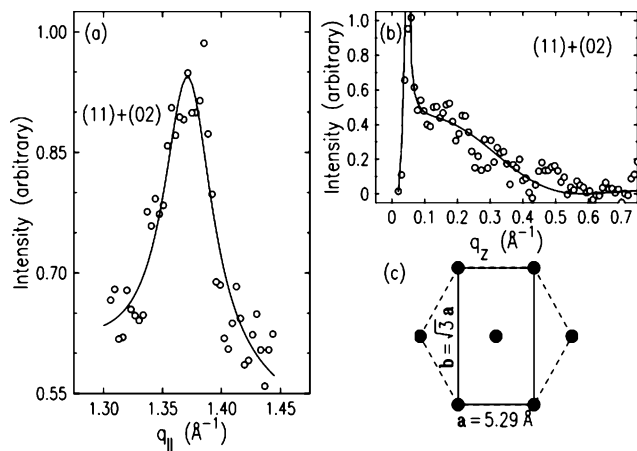 (a)
(11)+(02)
Intensity (arbitrary)
1.00
0.85
0.70
0.55
1.30
1.35
1.40
1.45
q|| (Å⁻¹)
(b)
(11)+(02)
Intensity (arbitrary)
1.0
0.8
0.6
0.4
0.2
0
0
0.1
0.2
0.3
0.4
0.5
0.6
0.7
qz (Å⁻¹)
(c)
b=√3 a
a=5.29 Å